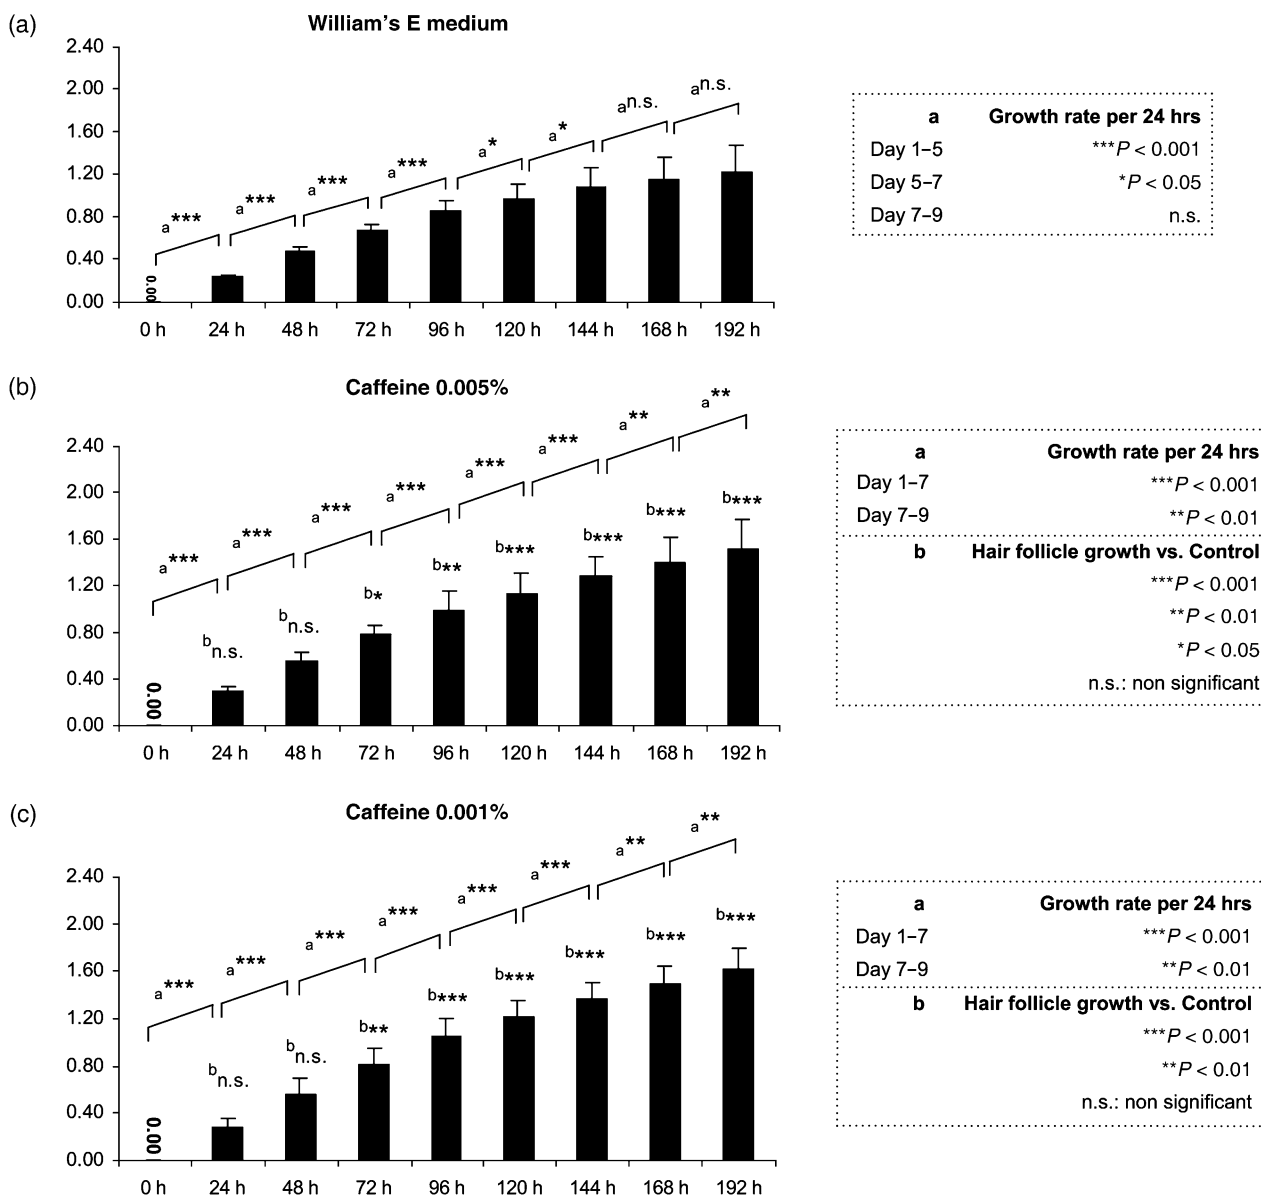 (a)
William's E medium
2.40
2.00
1.60
1.20
0.80
0.40
0.00
a*** a*** a*** a*** a* a* an.s. an.s.
0.00
0 h 24 h 48 h 72 h 96 h 120 h 144 h 168 h 192 h
a Growth rate per 24 hrs
Day 1–5 ***P < 0.001
Day 5–7 *P < 0.05
Day 7–9 n.s.
(b)
Caffeine 0.005%
2.40
2.00
1.60
1.20
0.80
0.40
0.00
a*** a*** a*** a*** a*** a*** a** a**
0.00 bn.s. bn.s. b* b** b*** b*** b*** b***
0 h 24 h 48 h 72 h 96 h 120 h 144 h 168 h 192 h
a Growth rate per 24 hrs
Day 1–7 ***P < 0.001
Day 7–9 **P < 0.01
b Hair follicle growth vs. Control
***P < 0.001
**P < 0.01
*P < 0.05
n.s.: non significant
(c)
Caffeine 0.001%
2.40
2.00
1.60
1.20
0.80
0.40
0.00
a*** a*** a*** a*** a*** a*** a** a**
0.00 bn.s. bn.s. b** b*** b*** b*** b*** b***
0 h 24 h 48 h 72 h 96 h 120 h 144 h 168 h 192 h
a Growth rate per 24 hrs
Day 1–7 ***P < 0.001
Day 7–9 **P < 0.01
b Hair follicle growth vs. Control
***P < 0.001
**P < 0.01
n.s.: non significant